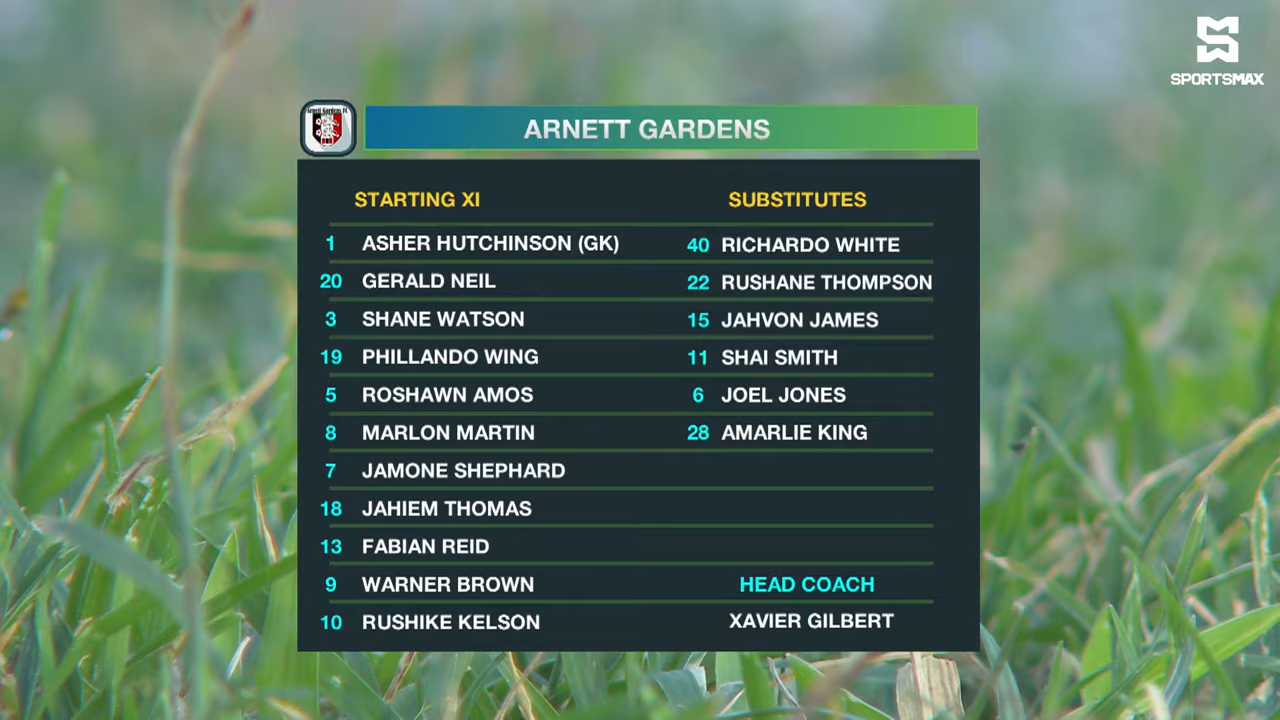 SPORTSMAX
Arnett Gardens FC
ARNETT GARDENS
STARTING XI
1 ASHER HUTCHINSON (GK)
20 GERALD NEIL
3 SHANE WATSON
19 PHILLANDO WING
5 ROSHAWN AMOS
8 MARLON MARTIN
7 JAMONE SHEPHARD
18 JAHIEM THOMAS
13 FABIAN REID
9 WARNER BROWN
10 RUSHIKE KELSON
SUBSTITUTES
40 RICHARDO WHITE
22 RUSHANE THOMPSON
15 JAHVON JAMES
11 SHAI SMITH
6 JOEL JONES
28 AMARLIE KING
HEAD COACH
XAVIER GILBERT